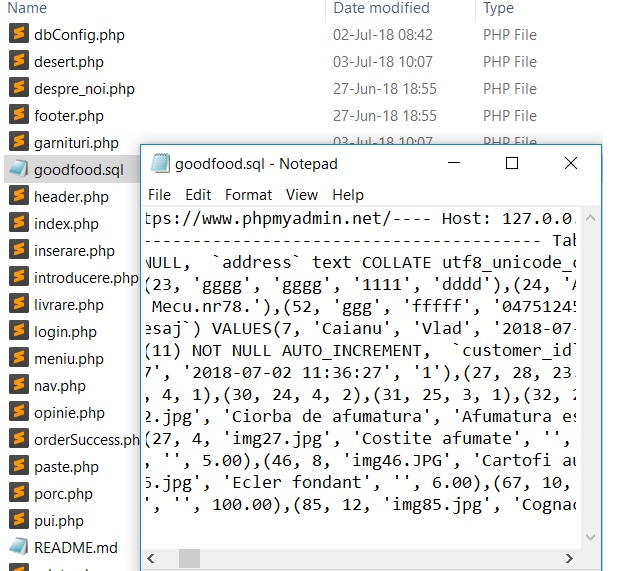 Name Date modified Type
dbConfig.php 02-Jul-18 08:42 PHP File
desert.php 03-Jul-18 10:07 PHP File
despre_noi.php 27-Jun-18 18:55 PHP File
footer.php 27-Jun-18 18:55 PHP File
garnituri.php 03-Jul-18 10:07 PHP File
goodfood.sql
header.php
index.php
inserare.php
introducere.php
livrare.php
login.php
meniu.php
nav.php
opinie.php
orderSuccess.ph
paste.php
porc.php
pui.php
README.md
goodfood.sql - Notepad
File Edit Format View Help
tps://www.phpmyadmin.net/---- Host: 127.0.0.
---------------------------------------- Tab
NULL,  `address` text COLLATE utf8_unicode_c
(23, 'gggg', 'gggg', '1111', 'dddd'),(24, 'A
 Mecu.nr78.'),(52, 'ggg', 'fffff', '04751245
esaj`) VALUES(7, 'Caianu', 'Vlad', '2018-07-
(11) NOT NULL AUTO_INCREMENT,  `customer_id`
7', '2018-07-02 11:36:27', '1'),(27, 28, 23.
, 4, 1),(30, 24, 4, 2),(31, 25, 3, 1),(32, 2
2.jpg', 'Ciorba de afumatura', 'Afumatura es
(27, 4, 'img27.jpg', 'Costite afumate', '',
, '', 5.00),(46, 8, 'img46.JPG', 'Cartofi au
6.jpg', 'Ecler fondant', '', 6.00),(67, 10,
', '', 100.00),(85, 12, 'img85.jpg', 'Cognac